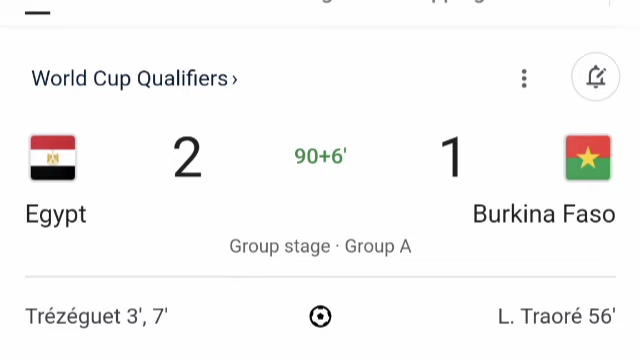 World Cup Qualifiers ›
2 90+6' 1
Egypt Burkina Faso
Group stage · Group A
Trézéguet 3', 7' L. Traoré 56'